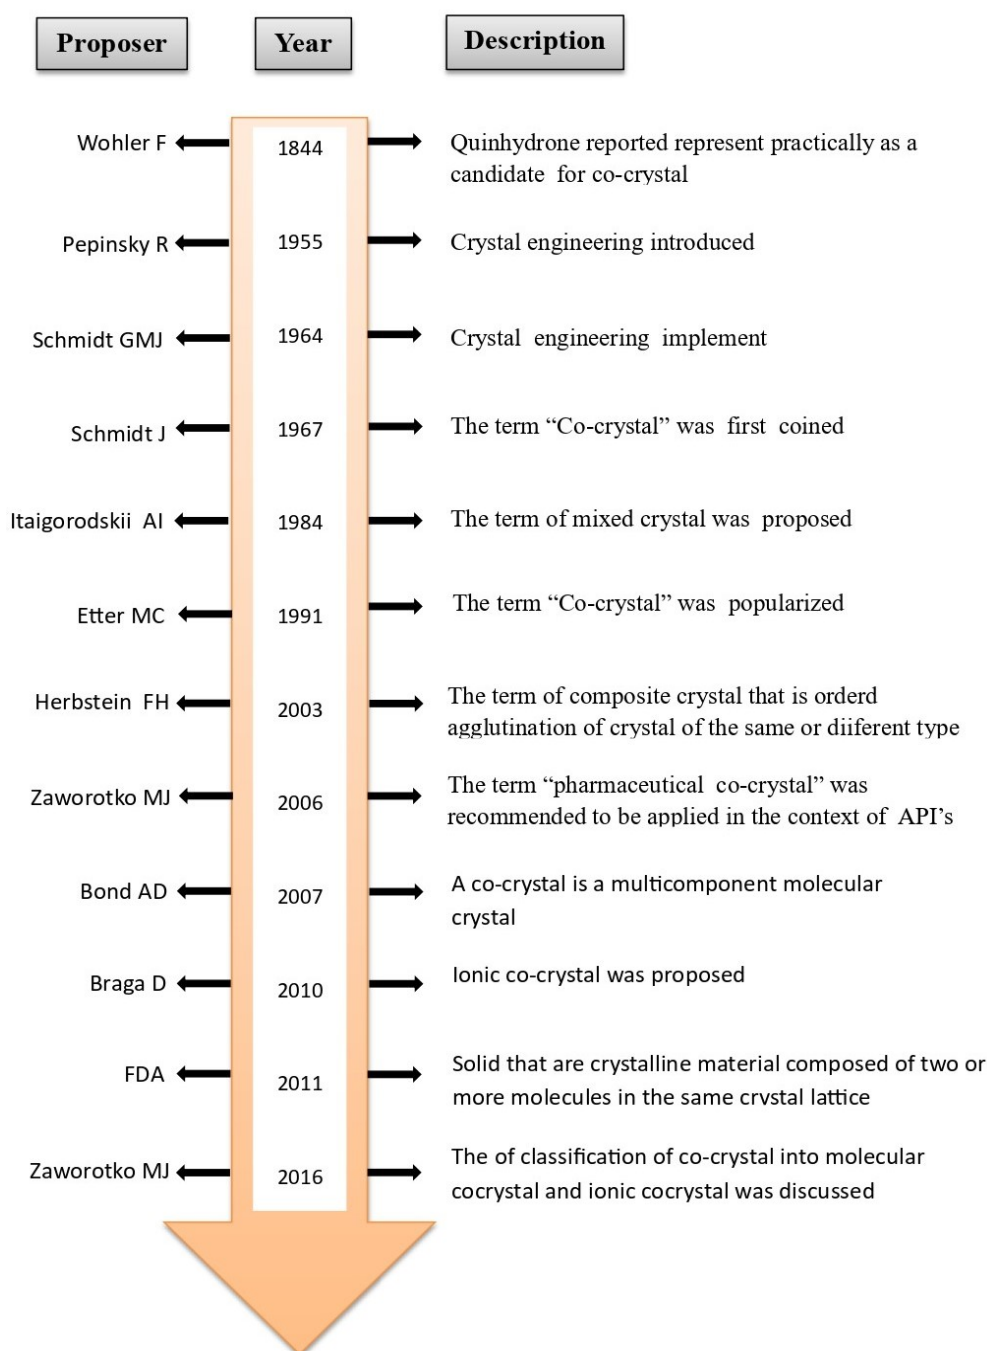 Proposer Year Description
Wohler F 1844 Quinhydrone reported represent practically as a
candidate for co-crystal
Pepinsky R 1955 Crystal engineering introduced
Schmidt GMJ 1964 Crystal engineering implement
Schmidt J 1967 The term “Co-crystal” was first coined
Itaigorodskii AI 1984 The term of mixed crystal was proposed
Etter MC 1991 The term “Co-crystal” was popularized
Herbstein FH 2003 The term of composite crystal that is orderd
agglutination of crystal of the same or diifferent type
Zaworotko MJ 2006 The term “pharmaceutical co-crystal” was
recommended to be applied in the context of API’s
Bond AD 2007 A co-crystal is a multicomponent molecular
crystal
Braga D 2010 Ionic co-crystal was proposed
FDA 2011 Solid that are crystalline material composed of two or
more molecules in the same crystal lattice
Zaworotko MJ 2016 The of classification of co-crystal into molecular
cocrystal and ionic cocrystal was discussed